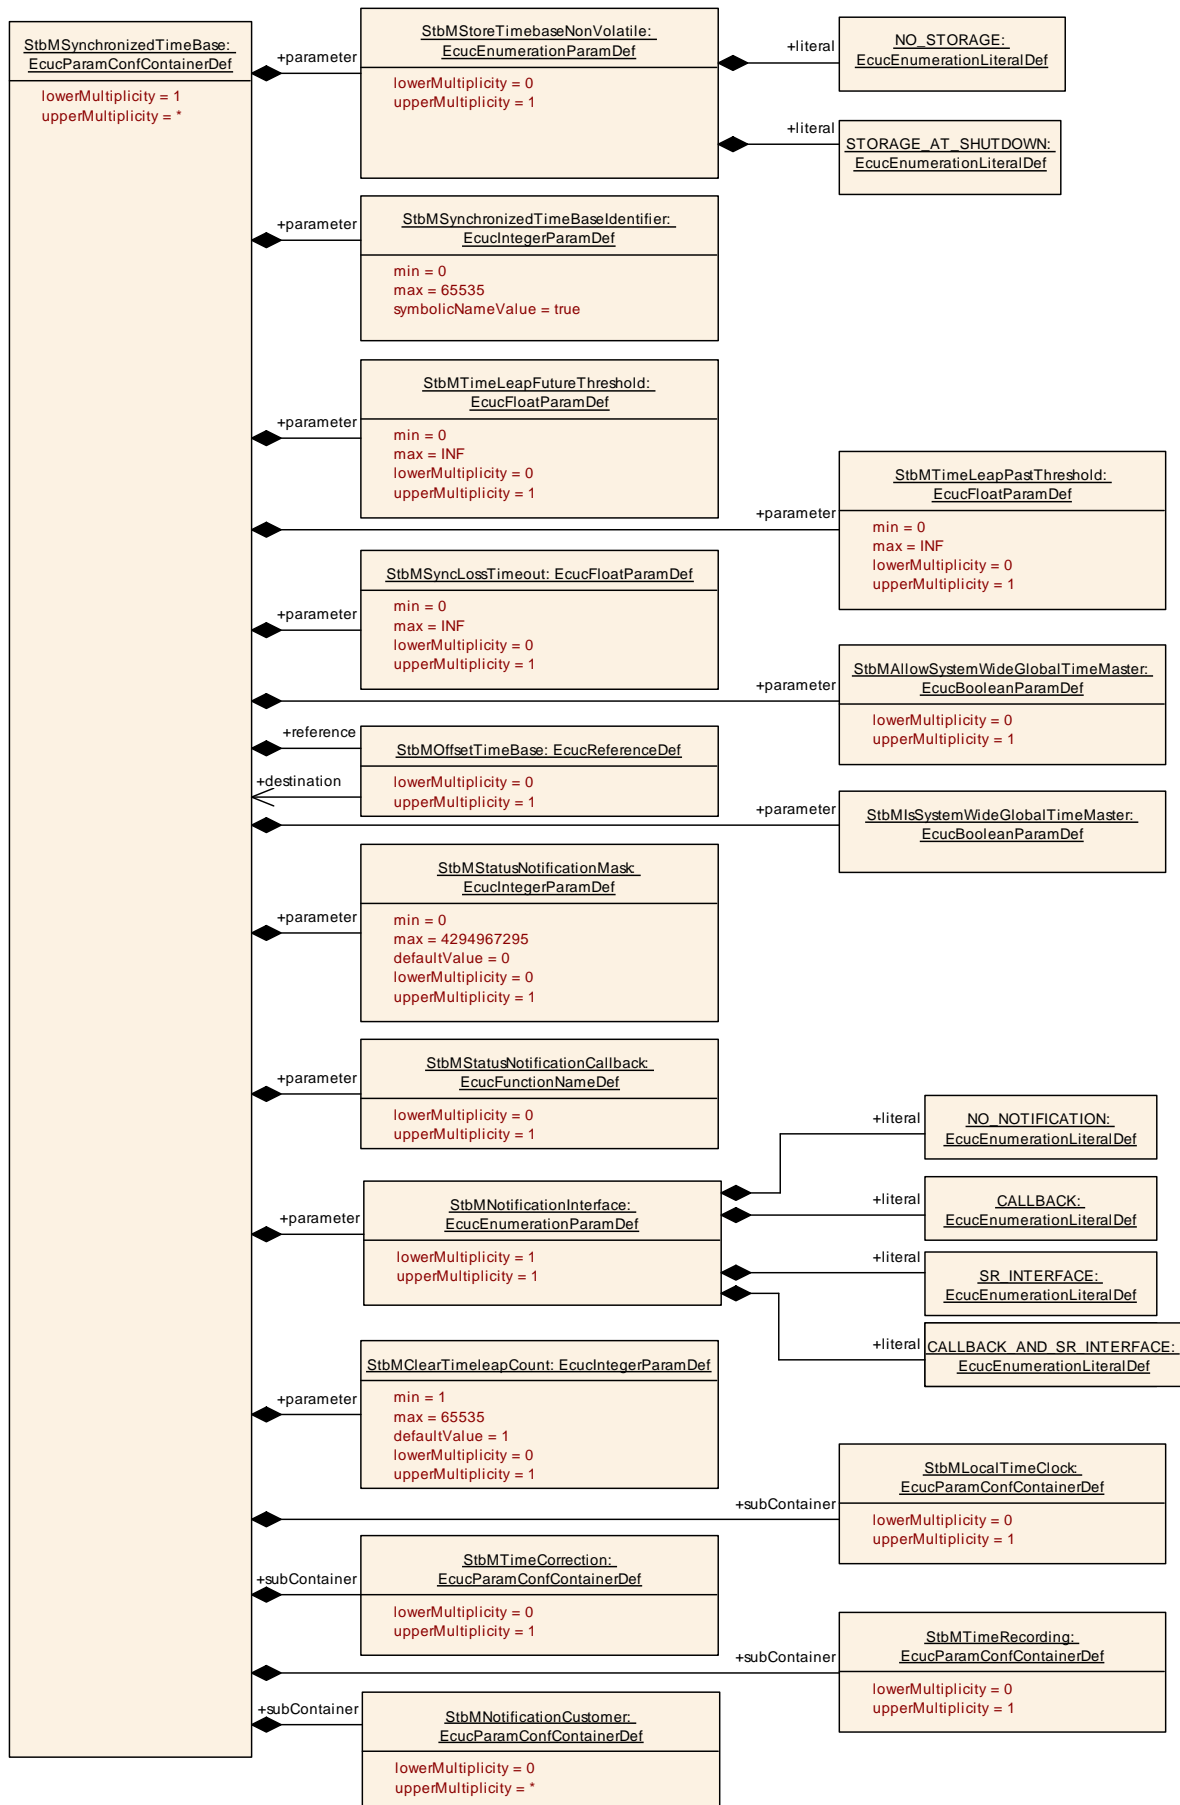 StbMSynchronizedTimeBase:
EcucParamConfContainerDef
lowerMultiplicity = 1
upperMultiplicity = *
+parameter
StbMStoreTimebaseNonVolatile:
EcucEnumerationParamDef
lowerMultiplicity = 0
upperMultiplicity = 1
+literal
NO_STORAGE:
EcucEnumerationLiteralDef
+literal
STORAGE_AT_SHUTDOWN:
EcucEnumerationLiteralDef
+parameter
StbMSynchronizedTimeBaseIdentifier:
EcucIntegerParamDef
min = 0
max = 65535
symbolicNameValue = true
+parameter
StbMTimeLeapFutureThreshold:
EcucFloatParamDef
min = 0
max = INF
lowerMultiplicity = 0
upperMultiplicity = 1
+parameter
StbMTimeLeapPastThreshold:
EcucFloatParamDef
min = 0
max = INF
lowerMultiplicity = 0
upperMultiplicity = 1
+parameter
StbMSyncLossTimeout: EcucFloatParamDef
min = 0
max = INF
lowerMultiplicity = 0
upperMultiplicity = 1
+parameter
StbMAllowSystemWideGlobalTimeMaster:
EcucBooleanParamDef
lowerMultiplicity = 0
upperMultiplicity = 1
+reference
+destination
StbMOffsetTimeBase: EcucReferenceDef
lowerMultiplicity = 0
upperMultiplicity = 1
+parameter
StbMIsSystemWideGlobalTimeMaster:
EcucBooleanParamDef
+parameter
StbMStatusNotificationMask:
EcucIntegerParamDef
min = 0
max = 4294967295
defaultValue = 0
lowerMultiplicity = 0
upperMultiplicity = 1
+parameter
StbMStatusNotificationCallback:
EcucFunctionNameDef
lowerMultiplicity = 0
upperMultiplicity = 1
+parameter
StbMNotificationInterface:
EcucEnumerationParamDef
lowerMultiplicity = 1
upperMultiplicity = 1
+literal
NO_NOTIFICATION:
EcucEnumerationLiteralDef
+literal
CALLBACK:
EcucEnumerationLiteralDef
+literal
SR_INTERFACE:
EcucEnumerationLiteralDef
+literal
CALLBACK_AND_SR_INTERFACE:
EcucEnumerationLiteralDef
+parameter
StbMClearTimeleapCount: EcucIntegerParamDef
min = 1
max = 65535
defaultValue = 1
lowerMultiplicity = 0
upperMultiplicity = 1
+subContainer
StbMLocalTimeClock:
EcucParamConfContainerDef
lowerMultiplicity = 0
upperMultiplicity = 1
+subContainer
StbMTimeCorrection:
EcucParamConfContainerDef
lowerMultiplicity = 0
upperMultiplicity = 1
+subContainer
StbMTimeRecording:
EcucParamConfContainerDef
lowerMultiplicity = 0
upperMultiplicity = 1
+subContainer
StbMNotificationCustomer:
EcucParamConfContainerDef
lowerMultiplicity = 0
upperMultiplicity = *